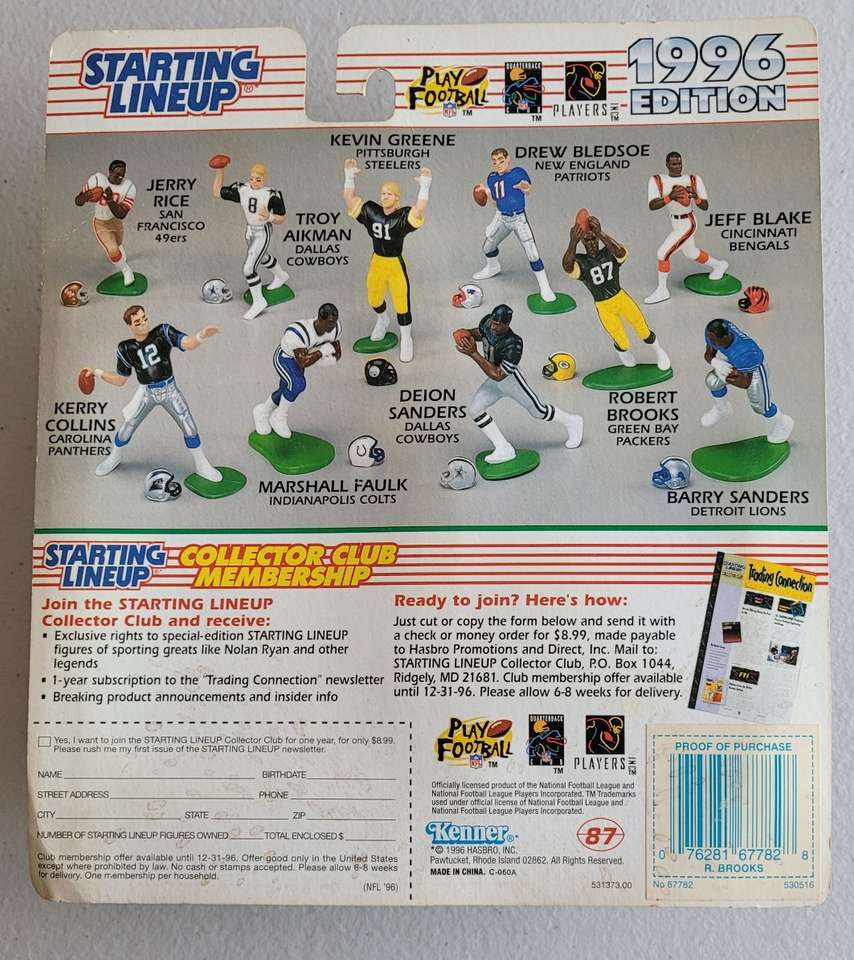 STARTING
LINEUP®
PLAY
FOOTBALL
NFL
TM
QUARTERBACK
CLUB
TM
PLAYERS INC
TM
1996
EDITION
JERRY
RICE
SAN
FRANCISCO
49ers
TROY
AIKMAN
DALLAS
COWBOYS
8
KEVIN GREENE
PITTSBURGH
STEELERS
91
DREW BLEDSOE
NEW ENGLAND
PATRIOTS
11
87
JEFF BLAKE
CINCINNATI
BENGALS
12
KERRY
COLLINS
CAROLINA
PANTHERS
MARSHALL FAULK
INDIANAPOLIS COLTS
DEION
SANDERS
DALLAS
COWBOYS
ROBERT
BROOKS
GREEN BAY
PACKERS
BARRY SANDERS
DETROIT LIONS
STARTING
LINEUP®
COLLECTOR CLUB
MEMBERSHIP
Join the STARTING LINEUP
Collector Club and receive:
▪ Exclusive rights to special-edition STARTING LINEUP
figures of sporting greats like Nolan Ryan and other
legends
▪ 1-year subscription to the "Trading Connection" newsletter
▪ Breaking product announcements and insider info
Ready to join? Here's how:
Just cut or copy the form below and send it with
a check or money order for $8.99, made payable
to Hasbro Promotions and Direct, Inc. Mail to:
STARTING LINEUP Collector Club, P.O. Box 1044,
Ridgely, MD 21681. Club membership offer available
until 12-31-96. Please allow 6-8 weeks for delivery.
Trading Connection
Yes, I want to join the STARTING LINEUP Collector Club for one year, for only $8.99.
Please rush me my first issue of the STARTING LINEUP newsletter.
NAME BIRTHDATE
STREET ADDRESS PHONE
CITY STATE ZIP
NUMBER OF STARTING LINEUP FIGURES OWNED TOTAL ENCLOSED $
Club membership offer available until 12-31-96. Offer good only in the United States
except where prohibited by law. No cash or stamps accepted. Please allow 6-8 weeks
for delivery. One membership per household.
(NFL '96)
PLAY
FOOTBALL
NFL
TM
QUARTERBACK
CLUB
TM
PLAYERS INC
TM
Officially licensed product of the National Football League and
National Football League Players Incorporated. TM Trademarks
used under official license of National Football League and
National Football League Players Incorporated.
Kenner®
*© 1996 HASBRO, INC.
Pawtucket, Rhode Island 02862. All Rights Reserved.
MADE IN CHINA. C-060A
87
531373.00
PROOF OF PURCHASE
0 76281 67782 8
R. BROOKS
No 67782 530516